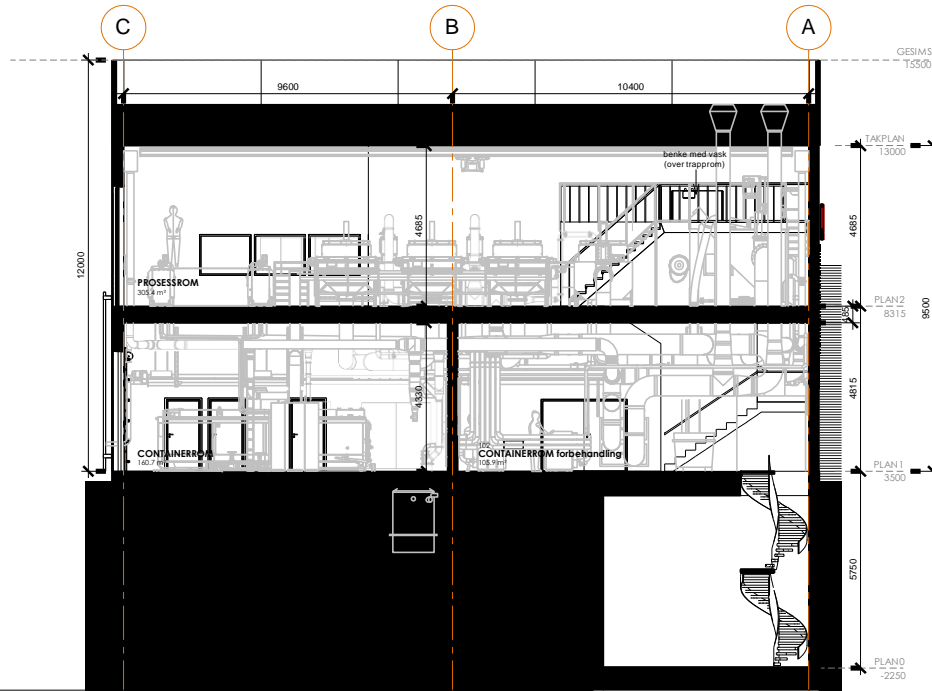 C
B
A
GESIMS
15500
9600
10400
TAKPLAN
13000
benke med vask
(over trapprom)
4685
4685
12000
PROSESSROM
305.4 m²
PLAN2
8315
485
9500
4330
4815
102
CONTAINERROM
160.7 m²
CONTAINERROM forbehandling
105.9 m²
PLAN1
3500
5750
PLAN0
-2250